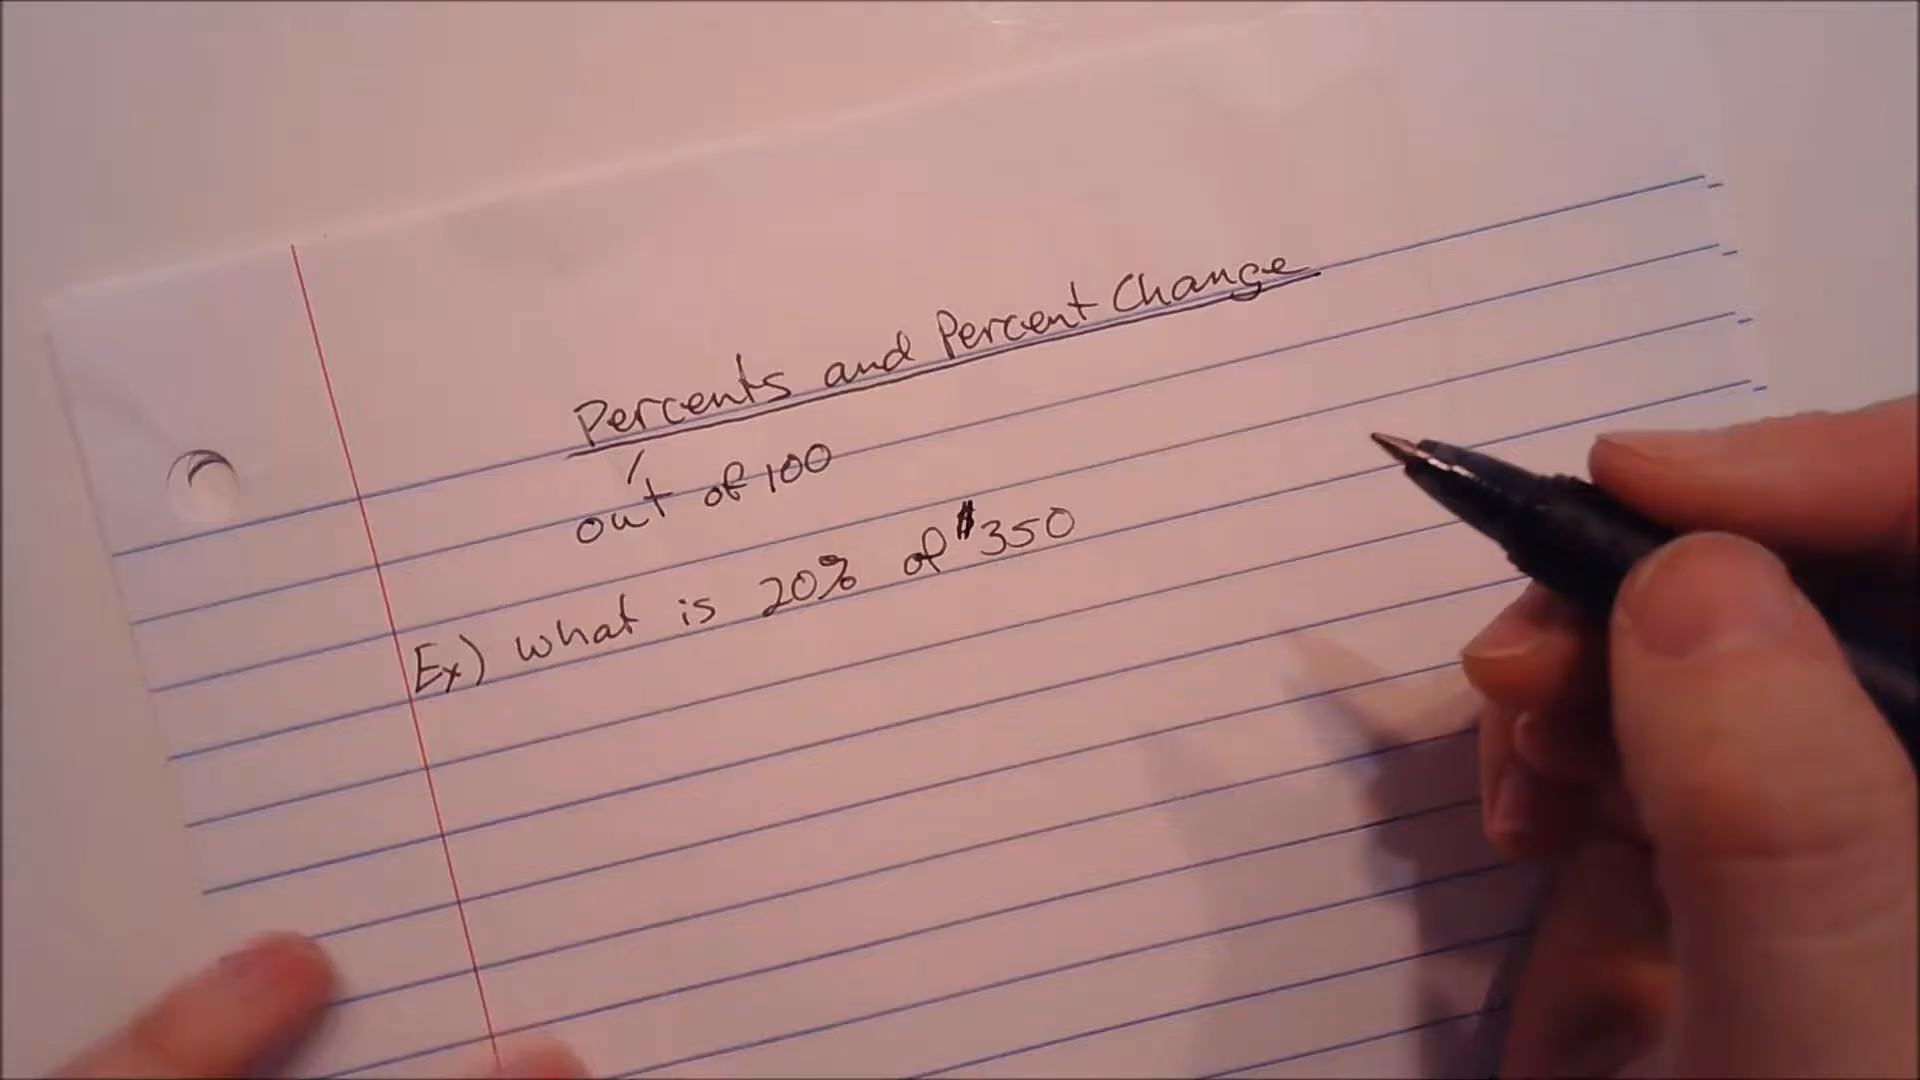 Percents and Percent Change
out of 100
Ex) what is 20% of $350